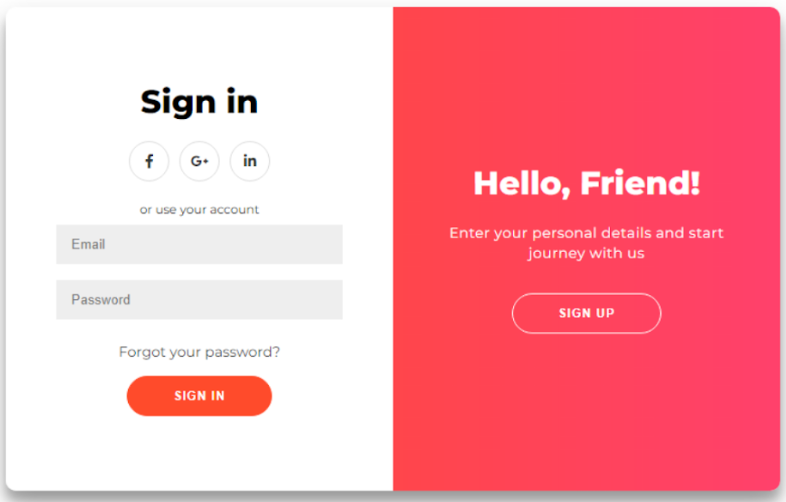 Sign in
f G+ in
or use your account
Email
Password
Forgot your password?
SIGN IN
Hello, Friend!
Enter your personal details and start
journey with us
SIGN UP